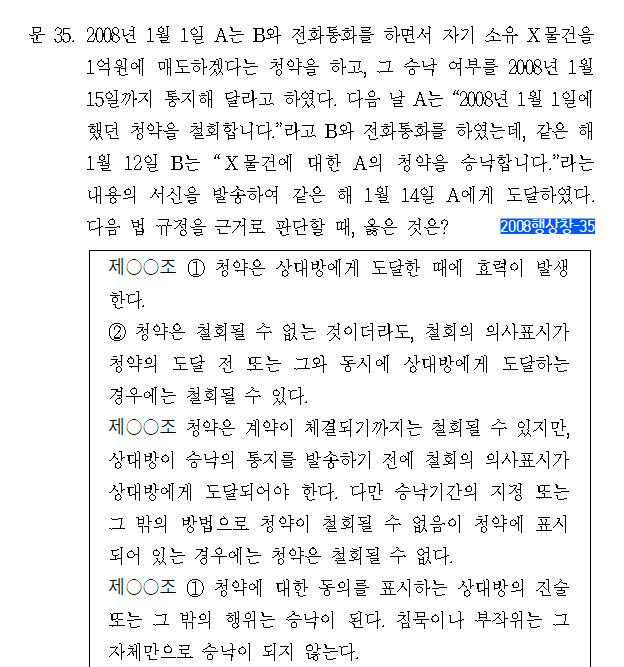 문 35. 2008년 1월 1일 A는 B와 전화통화를 하면서 자기 소유 X물건을
1억원에 매도하겠다는 청약을 하고, 그 승낙 여부를 2008년 1월
15일까지 통지해 달라고 하였다. 다음 날 A는 “2008년 1월 1일에
했던 청약을 철회합니다.”라고 B와 전화통화를 하였는데, 같은 해
1월 12일 B는 “X물건에 대한 A의 청약을 승낙합니다.”라는
내용의 서신을 발송하여 같은 해 1월 14일 A에게 도달하였다.
다음 법 규정을 근거로 판단할 때, 옳은 것은? 2008행상창-35
제○○조 ① 청약은 상대방에게 도달한 때에 효력이 발생
한다.
② 청약은 철회될 수 없는 것이더라도, 철회의 의사표시가
청약의 도달 전 또는 그와 동시에 상대방에게 도달하는
경우에는 철회될 수 있다.
제○○조 청약은 계약이 체결되기까지는 철회될 수 있지만,
상대방이 승낙의 통지를 발송하기 전에 철회의 의사표시가
상대방에게 도달되어야 한다. 다만 승낙기간의 지정 또는
그 밖의 방법으로 청약이 철회될 수 없음이 청약에 표시
되어 있는 경우에는 청약은 철회될 수 없다.
제○○조 ① 청약에 대한 동의를 표시하는 상대방의 진술
또는 그 밖의 행위는 승낙이 된다. 침묵이나 부작위는 그
자체만으로 승낙이 되지 않는다.